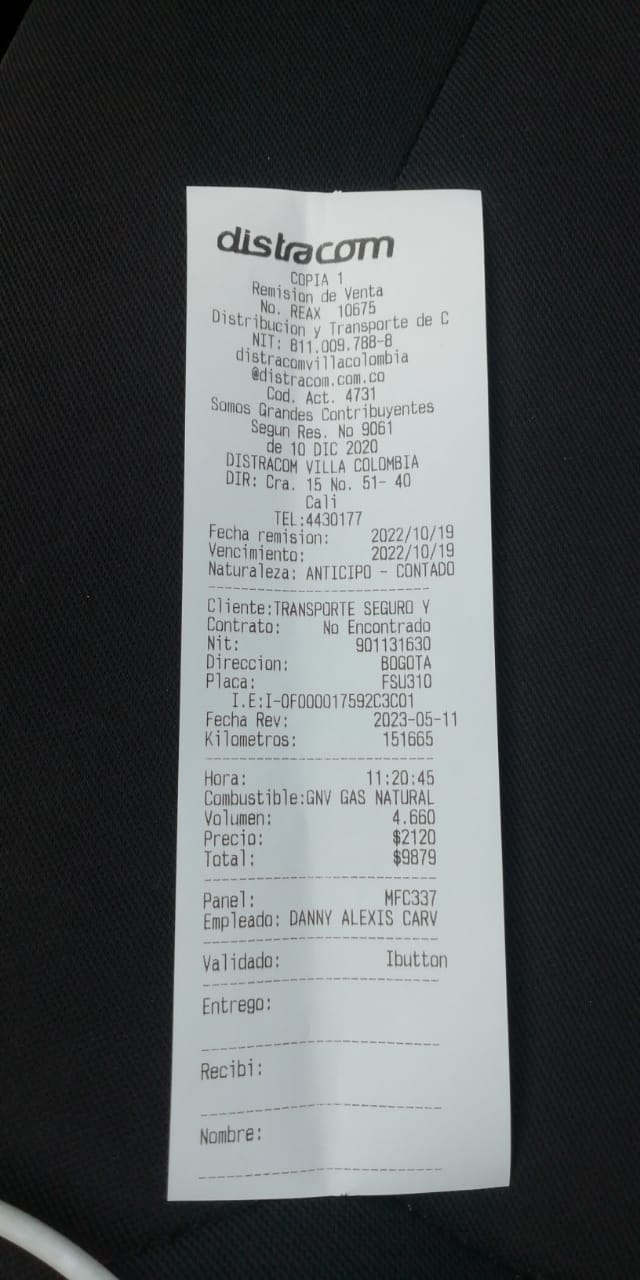 distracom
COPIA 1
Remision de Venta
No. REAX 10675
Distribucion y Transporte de C
NIT: 811.009.788-8
distracomvillacolombia
@distracom.com.co
Cod. Act. 4731
Somos Grandes Contribuyentes
Segun Res. No 9061
de 10 DIC 2020
DISTRACOM VILLA COLOMBIA
DIR: Cra. 15 No. 51- 40
Cali
TEL:4430177
Fecha remision: 2022/10/19
Vencimiento: 2022/10/19
Naturaleza: ANTICIPO - CONTADO
Cliente:TRANSPORTE SEGURO Y
Contrato: No Encontrado
Nit: 901131630
Direccion: BOGOTA
Placa: FSU310
I.E:I-0F000017592C3C01
Fecha Rev: 2023-05-11
Kilometros: 151665
Hora: 11:20:45
Combustible:GNV GAS NATURAL
Volumen: 4.660
Precio: $2120
Total: $9879
Panel: MFC337
Empleado: DANNY ALEXIS CARV
Validado: Ibutton
Entrego:
Recibi:
Nombre: